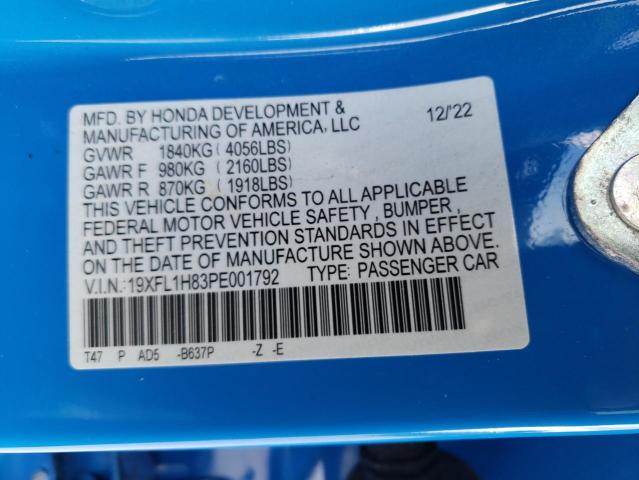 MFD. BY HONDA DEVELOPMENT & 12/'22
MANUFACTURING OF AMERICA, LLC
GVWR 1840KG (4056LBS)
GAWR F 980KG (2160LBS)
GAWR R 870KG (1918LBS)
THIS VEHICLE CONFORMS TO ALL APPLICABLE
FEDERAL MOTOR VEHICLE SAFETY , BUMPER ,
AND THEFT PREVENTION STANDARDS IN EFFECT
ON THE DATE OF MANUFACTURE SHOWN ABOVE.
V.I.N.:19XFL1H83PE001792 TYPE: PASSENGER CAR
T47 P AD5 -B637P -Z -E